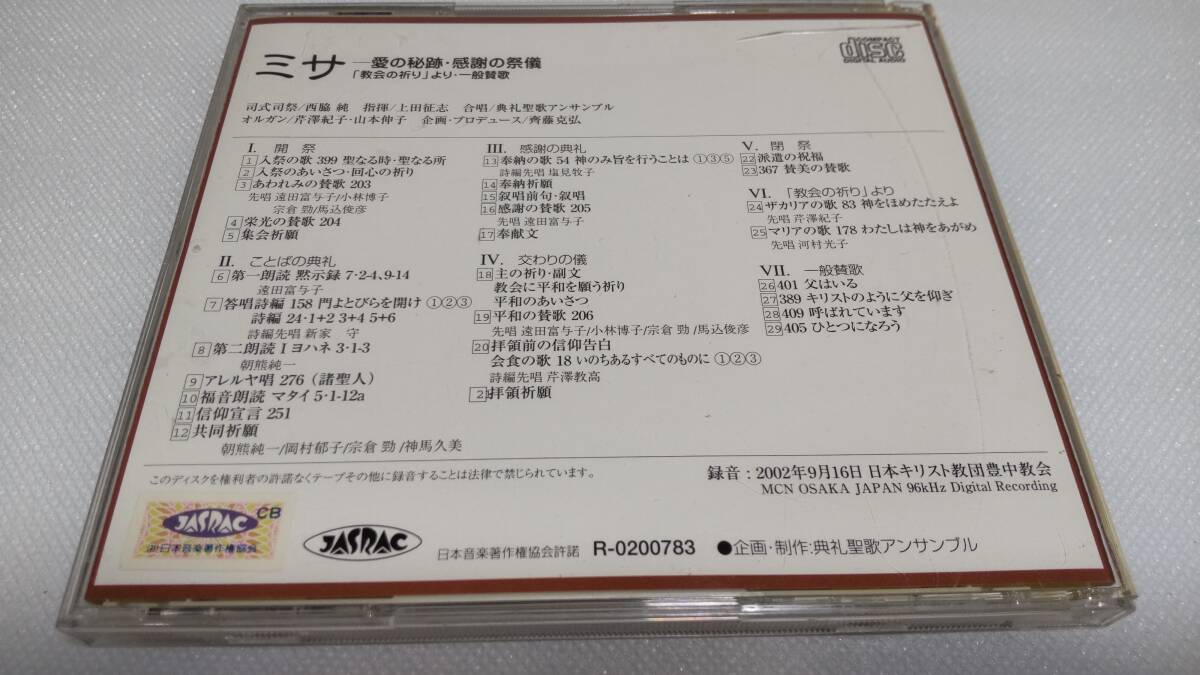 ミサ ―愛の秘跡・感謝の祭儀
「教会の祈り」より・一般賛歌
COMPACT
disc
DIGITAL AUDIO
司式司祭/西脇 純 指揮/上田征志 合唱/典礼聖歌アンサンブル
オルガン/芹澤紀子・山本伸子 企画・プロデュース/齊藤克弘
I. 開 祭
1 入祭の歌 399 聖なる時・聖なる所
2 入祭のあいさつ・回心の祈り
3 あわれみの賛歌 203
先唱 遠田富与子/小林博子
宗倉 勁/馬込俊彦
4 栄光の賛歌 204
5 集会祈願
II. ことばの典礼
6 第一朗読 黙示録 7・2-4、9-14
遠田富与子
7 答唱詩編 158 門よとびらを開け ①②③
詩編 24・1+2 3+4 5+6
詩編先唱 新家 守
8 第二朗読 I ヨハネ 3・1-3
朝熊純一
9 アレルヤ唱 276 (諸聖人)
10 福音朗読 マタイ 5・1-12a
11 信仰宣言 251
12 共同祈願
朝熊純一/岡村郁子/宗倉 勁/神馬久美
III. 感謝の典礼
13 奉納の歌 54 神のみ旨を行うことは ①③⑤
詩編先唱 塩見牧子
14 奉納祈願
15 叙唱前句・叙唱
16 感謝の賛歌 205
先唱 遠田富与子
17 奉献文
IV. 交わりの儀
18 主の祈り・副文
教会に平和を願う祈り
平和のあいさつ
19 平和の賛歌 206
先唱 遠田富与子/小林博子/宗倉 勁/馬込俊彦
20 拝領前の信仰告白
会食の歌 18 いのちあるすべてのものに ①②③
詩編先唱 芹澤教高
2 拝領祈願
V. 閉 祭
22 派遣の祝福
23 367 賛美の賛歌
VI. 「教会の祈り」より
24 ザカリアの歌 83 神をほめたたえよ
先唱 芹澤紀子
25 マリアの歌 178 わたしは神をあがめ
先唱 河村光子
VII. 一般賛歌
26 401 父はいる
27 389 キリストのように父を仰ぎ
28 409 呼ばれています
29 405 ひとつになろう
このディスクを権利者の許諾なくテープその他に録音することは法律で禁じられています。
録音：2002年9月16日 日本キリスト教団豊中教会
MCN OSAKA JAPAN 96kHz Digital Recording
CB
JASRAC
㈳日本音楽著作権協会
JASRAC
日本音楽著作権協会許諾 R-0200783 ●企画・制作：典礼聖歌アンサンブル